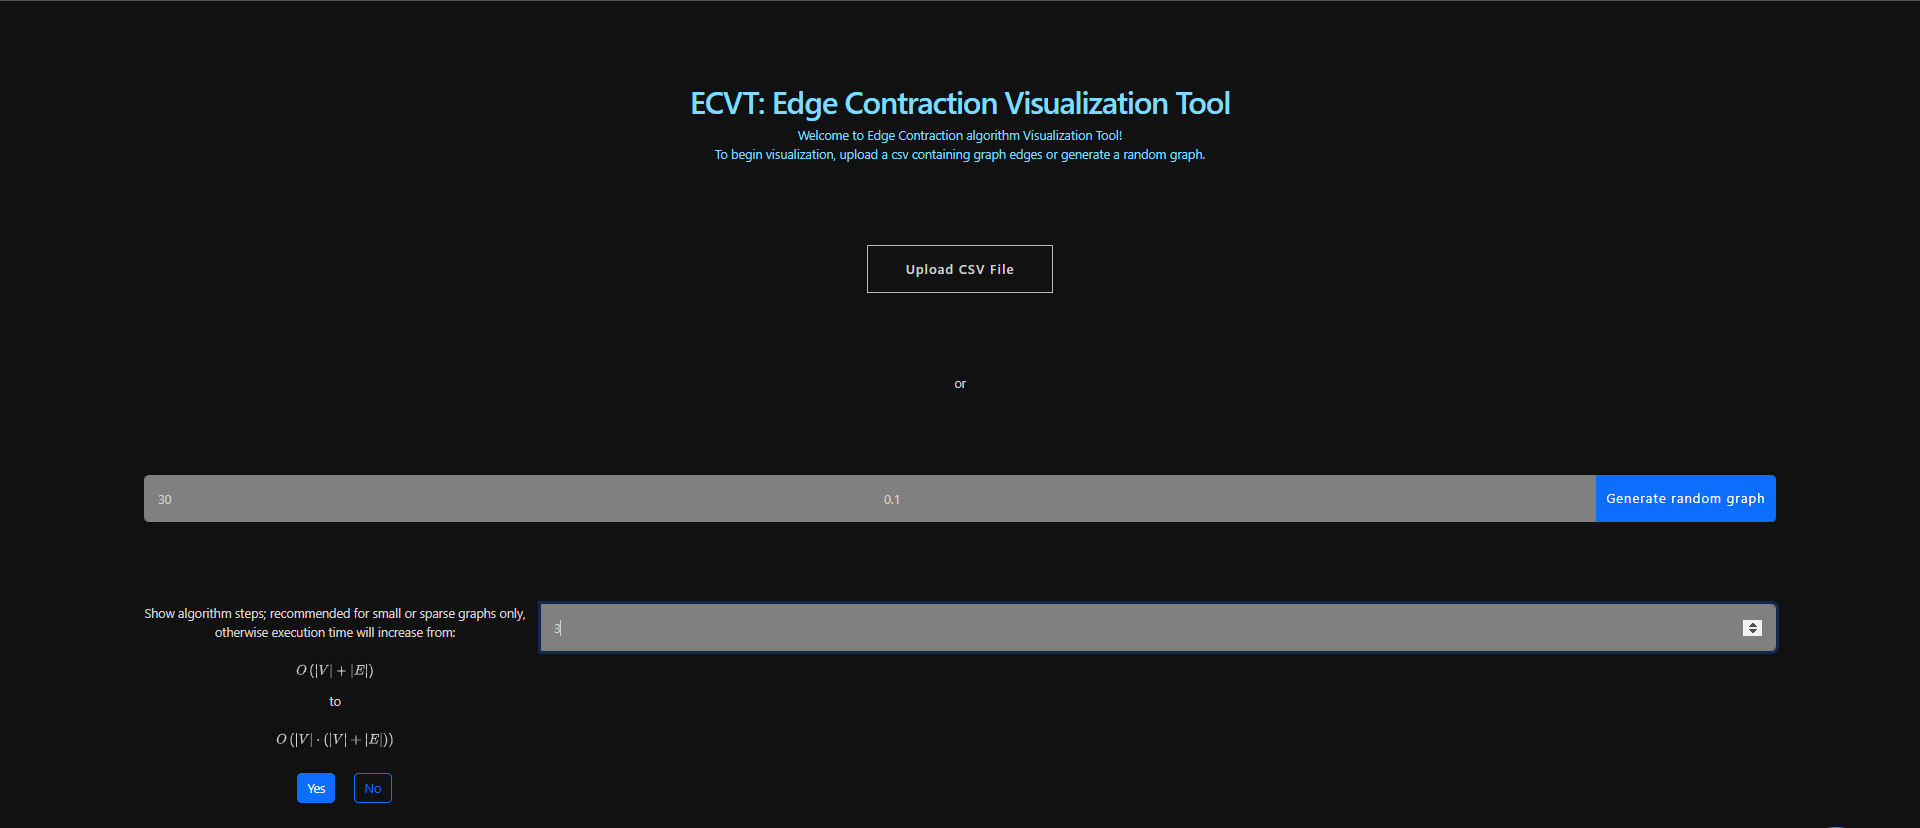 ECVT: Edge Contraction Visualization Tool
Welcome to Edge Contraction algorithm Visualization Tool!
To begin visualization, upload a csv containing graph edges or generate a random graph.
Upload CSV File
or
30 0.1 Generate random graph
Show algorithm steps; recommended for small or sparse graphs only,
otherwise execution time will increase from:
3
O (|V| + |E|)
to
O (|V| · (|V| + |E|))
Yes No